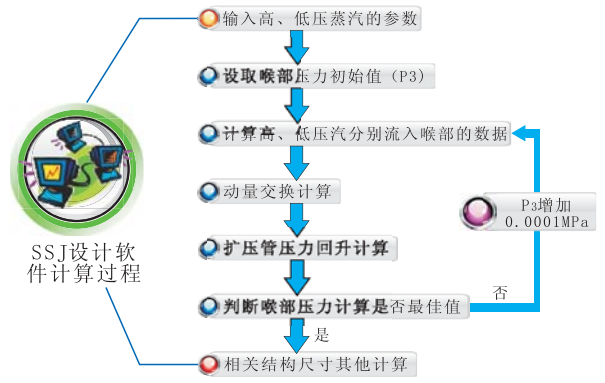 输入高、低压蒸汽的参数
设取喉部压力初始值（P3）
计算高、低压汽分别流入喉部的数据
动量交换计算
扩压管压力回升计算
判断喉部压力计算是否最佳值
是
相关结构尺寸其他计算
否
P3增加
0.0001MPa
SSJ设计软
件计算过程